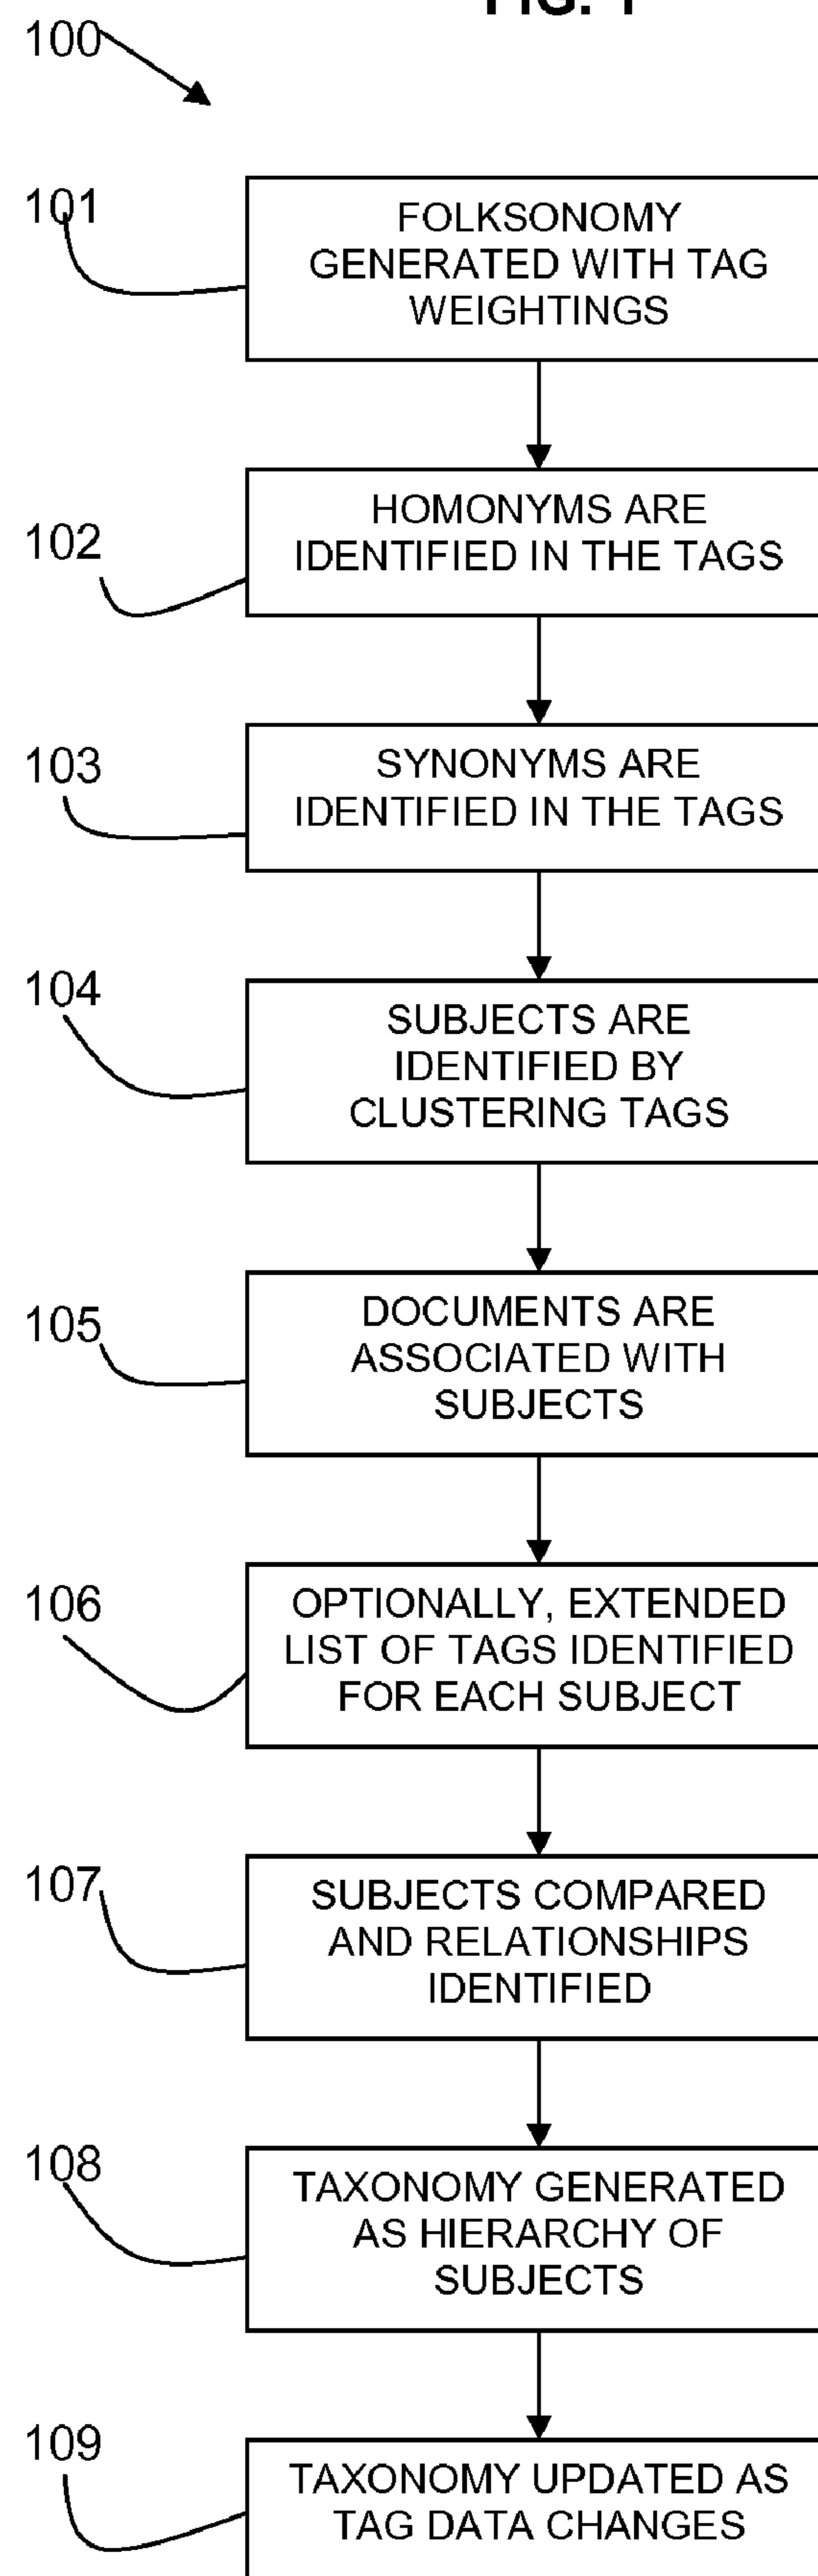 FIG. 1
100
101
FOLKSONOMY
GENERATED WITH TAG
WEIGHTINGS
102
HOMONYMS ARE
IDENTIFIED IN THE TAGS
103
SYNONYMS ARE
IDENTIFIED IN THE TAGS
104
SUBJECTS ARE
IDENTIFIED BY
CLUSTERING TAGS
105
DOCUMENTS ARE
ASSOCIATED WITH
SUBJECTS
106
OPTIONALLY, EXTENDED
LIST OF TAGS IDENTIFIED
FOR EACH SUBJECT
107
SUBJECTS COMPARED
AND RELATIONSHIPS
IDENTIFIED
108
TAXONOMY GENERATED
AS HIERARCHY OF
SUBJECTS
109
TAXONOMY UPDATED AS
TAG DATA CHANGES